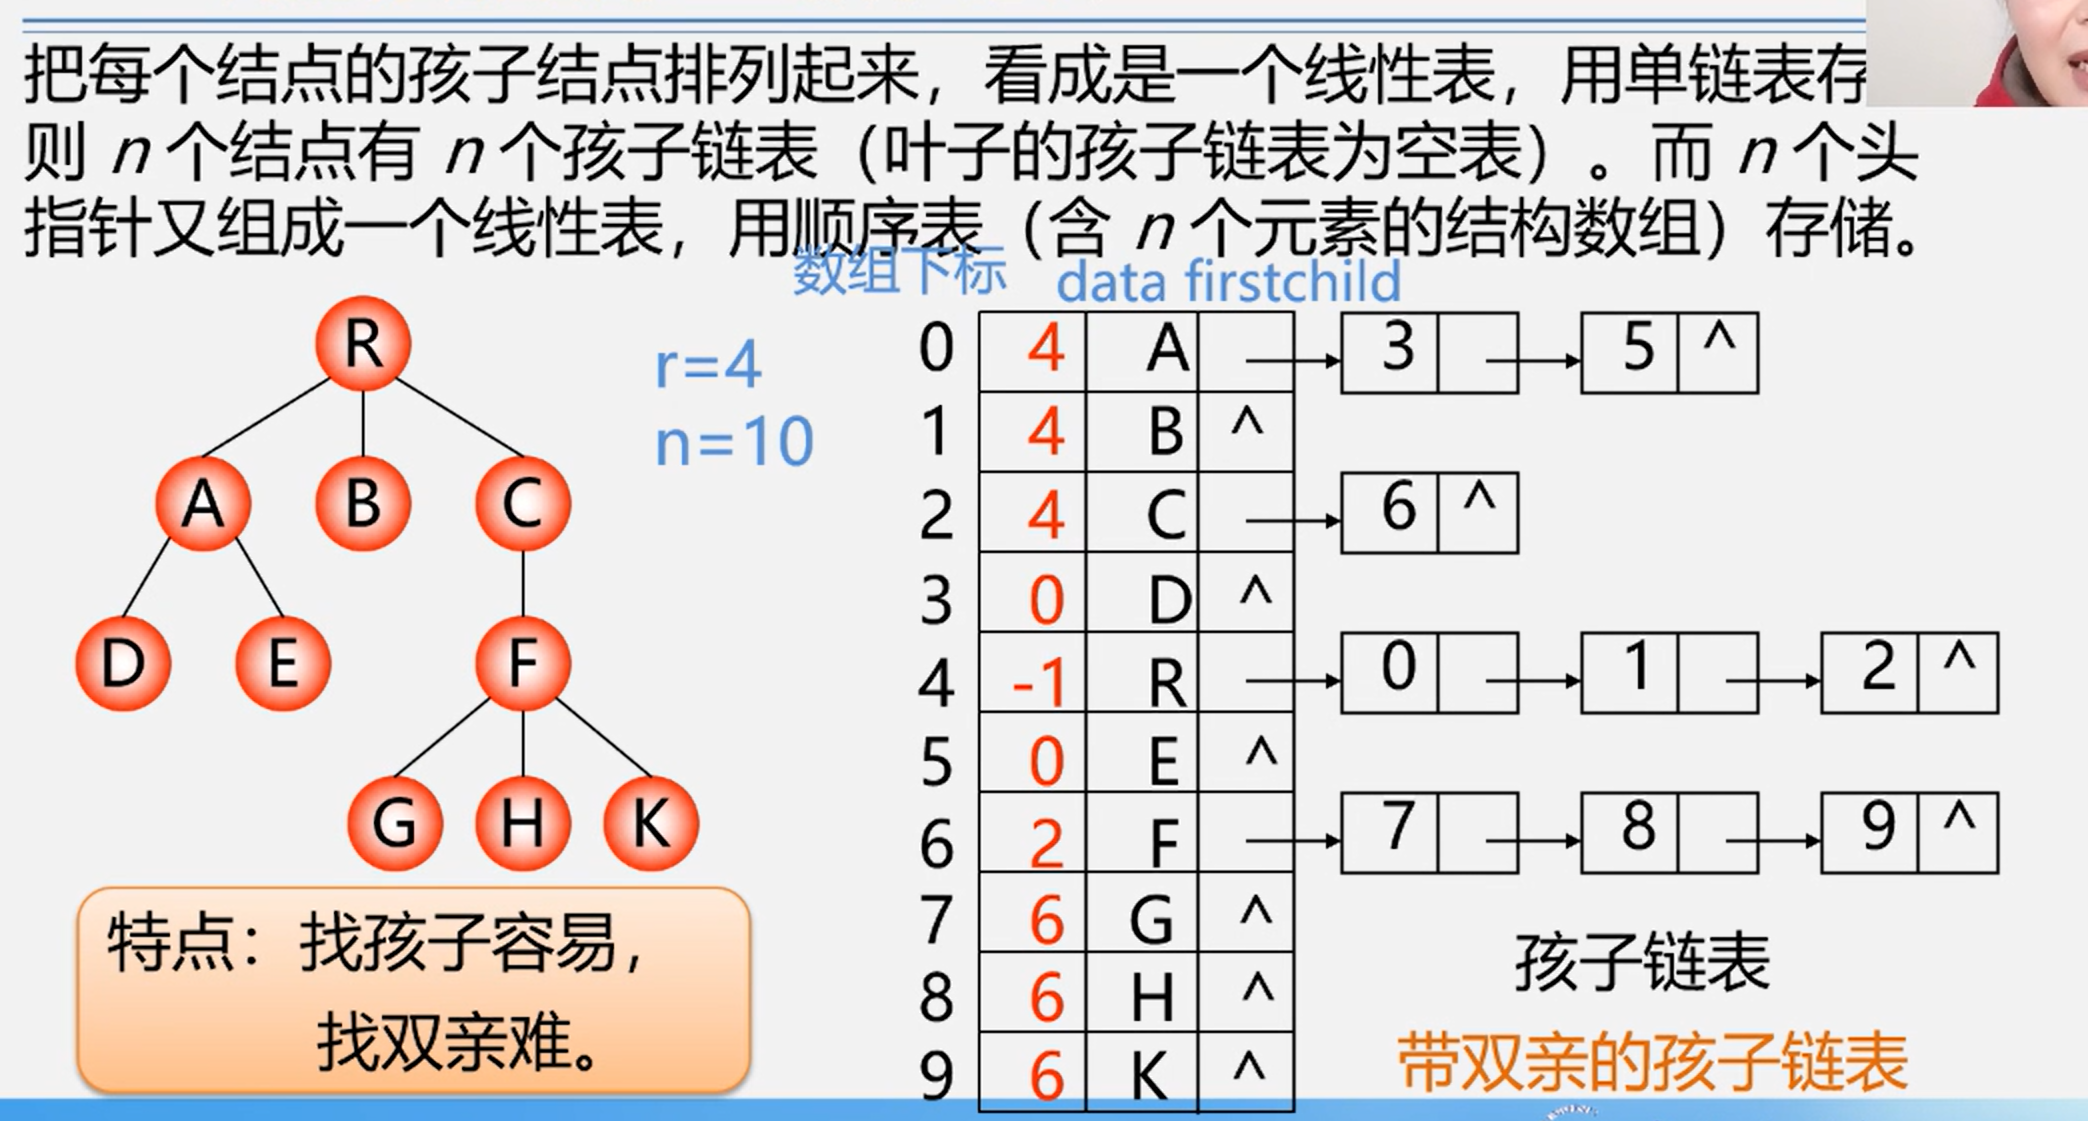 把每个结点的孩子结点排列起来，看成是一个线性表，用单链表存
则 n 个结点有 n 个孩子链表（叶子的孩子链表为空表）。而 n 个头
指针又组成一个线性表，用顺序表（含 n 个元素的结构数组）存储。
数组下标 data firstchild
R
A B C
D E F
G H K
r=4
n=10
0 4 A 3 5 ^
1 4 B ^
2 4 C 6 ^
3 0 D ^
4 -1 R 0 1 2 ^
5 0 E ^
6 2 F 7 8 9 ^
7 6 G ^
8 6 H ^
9 6 K ^
特点：找孩子容易，
找双亲难。
孩子链表
带双亲的孩子链表